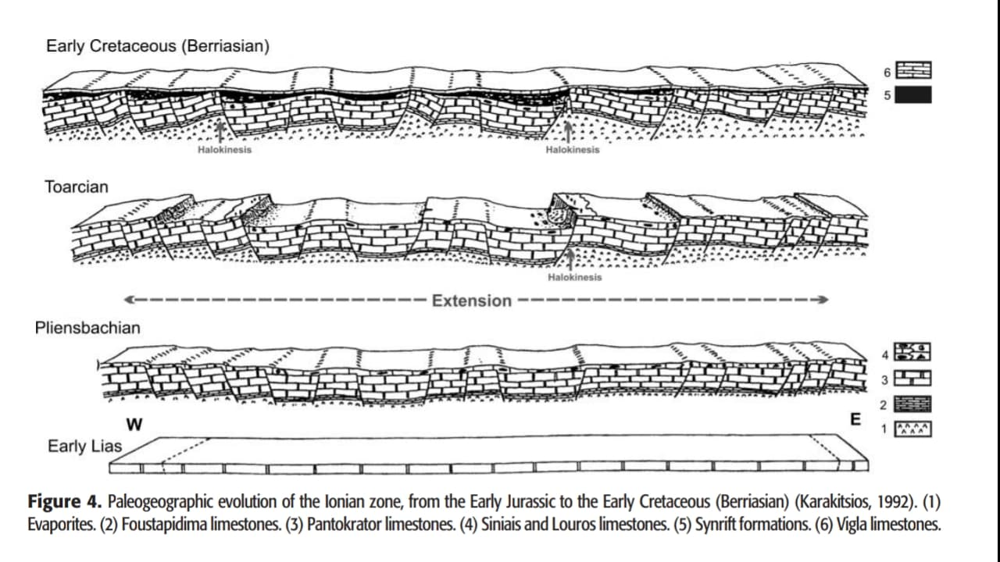 Early Cretaceous (Berriasian)
6
5
Halokinesis
Halokinesis
Toarcian
Halokinesis
Extension
Pliensbachian
4
3
2
1
W
E
Early Lias
Figure 4. Paleogeographic evolution of the Ionian zone, from the Early Jurassic to the Early Cretaceous (Berriasian) (Karakitsios, 1992). (1)
Evaporites. (2) Foustapidima limestones. (3) Pantokrator limestones. (4) Siniais and Louros limestones. (5) Synrift formations. (6) Vigla limestones.